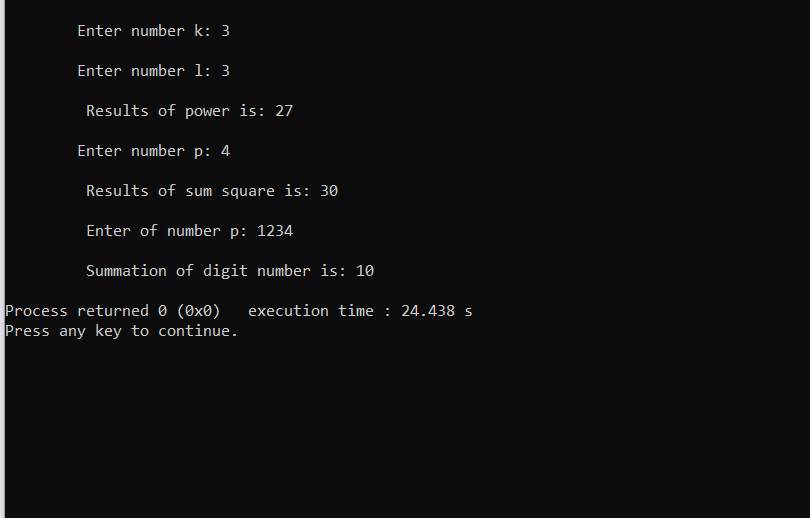 Enter number k: 3
Enter number l: 3
Results of power is: 27
Enter number p: 4
Results of sum square is: 30
Enter of number p: 1234
Summation of digit number is: 10
Process returned 0 (0x0)   execution time : 24.438 s
Press any key to continue.